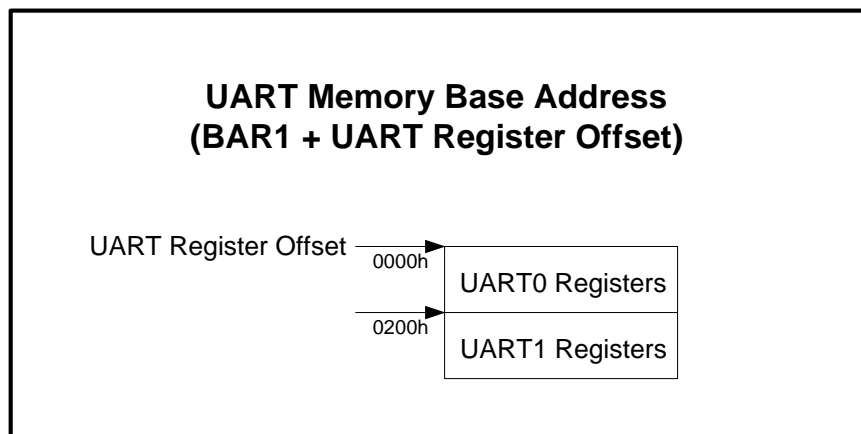 UART Memory Base Address
(BAR1 + UART Register Offset)
UART Register Offset
0000h
UART0 Registers
0200h
UART1 Registers